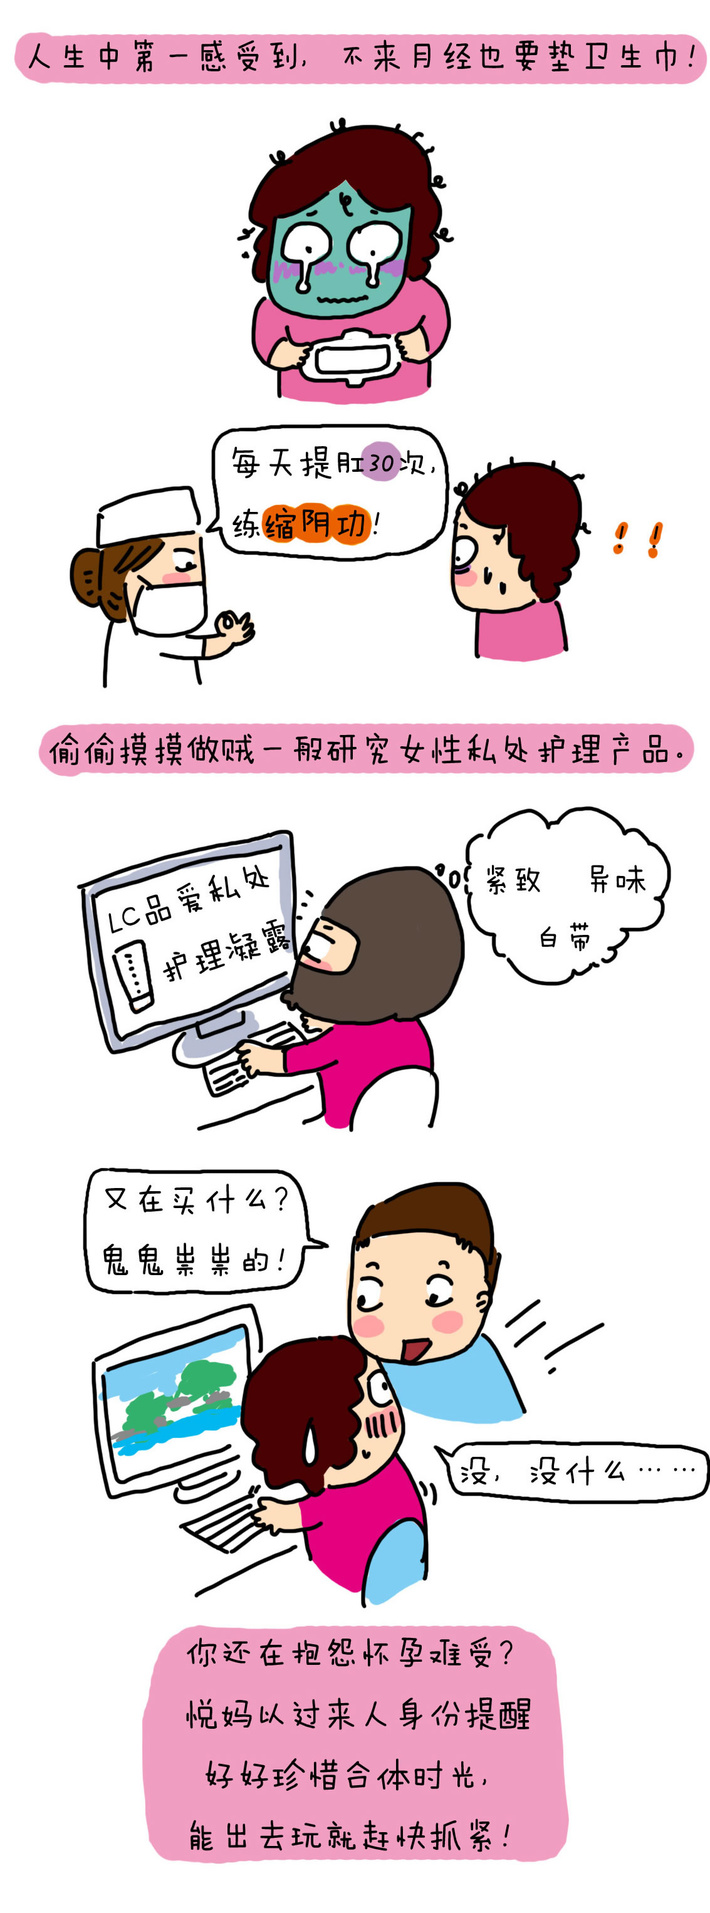 人生中第一感受到，不来月经也要垫卫生巾！
每天提肛30次，
练缩阴功！
！！
偷偷摸摸做贼一般研究女性私处护理产品。
LC品爱私处
护理凝露
紧致 异味
白带
又在买什么？
鬼鬼祟祟的！
没，没什么……
你还在抱怨怀孕难受？
悦妈以过来人身份提醒
好好珍惜合体时光，
能出去玩就赶快抓紧！